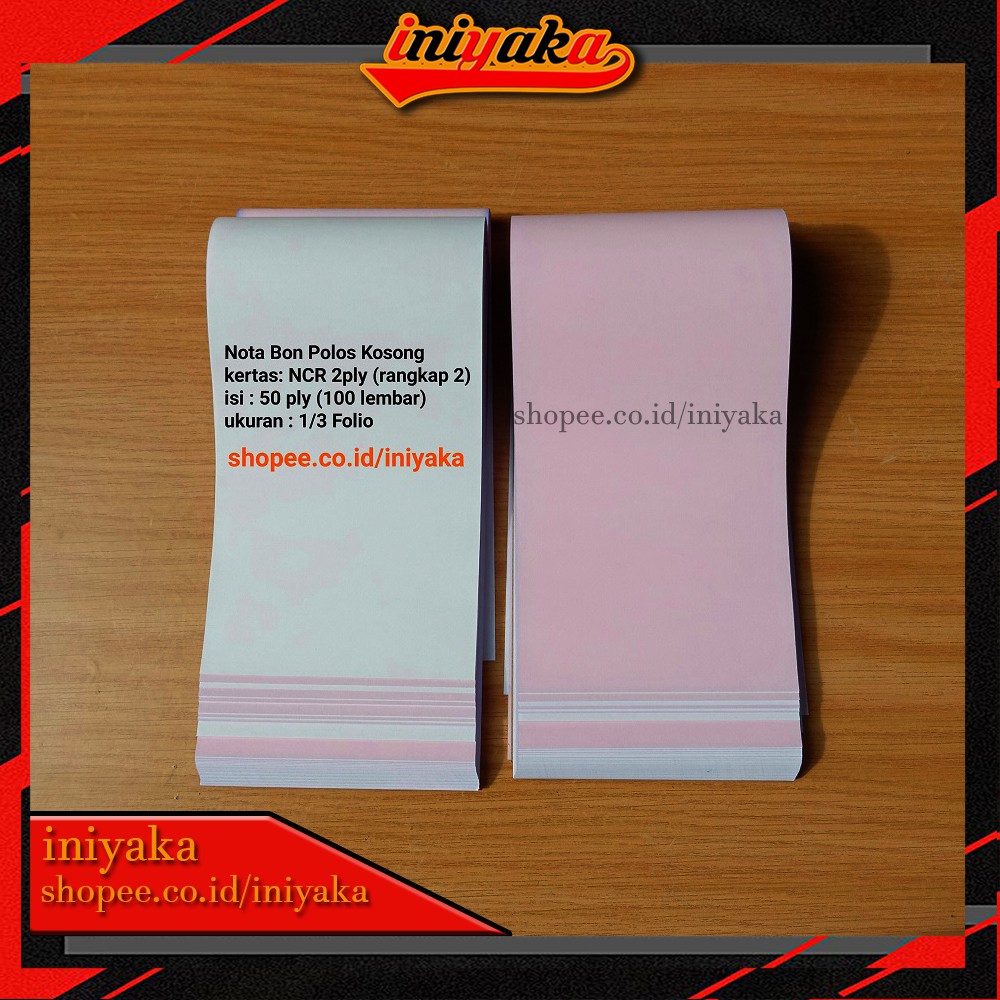 iniyaka
Nota Bon Polos Kosong
kertas: NCR 2ply (rangkap 2)
isi : 50 ply (100 lembar)
ukuran : 1/3 Folio
shopee.co.id/iniyaka
shopee.co.id/iniyaka
iniyaka
shopee.co.id/iniyaka